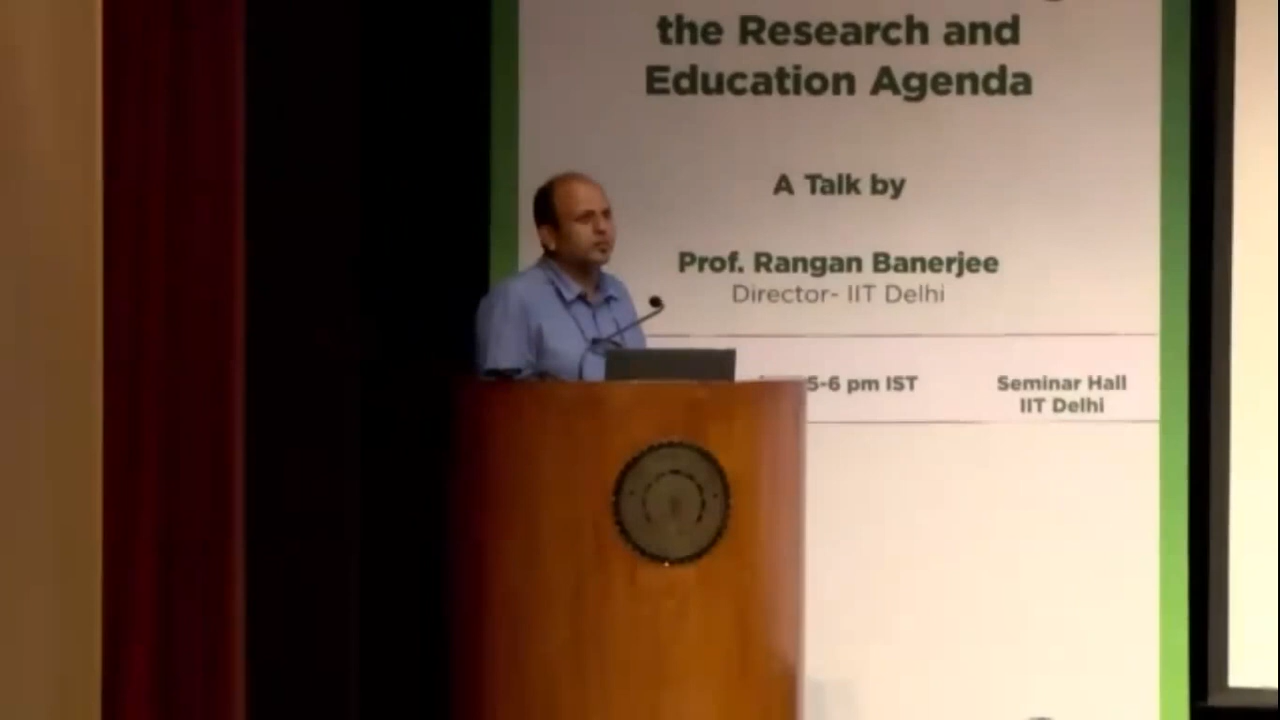 the Research and
Education Agenda
A Talk by
Prof. Rangan Banerjee
Director- IIT Delhi
5-6 pm IST
Seminar Hall
IIT Delhi